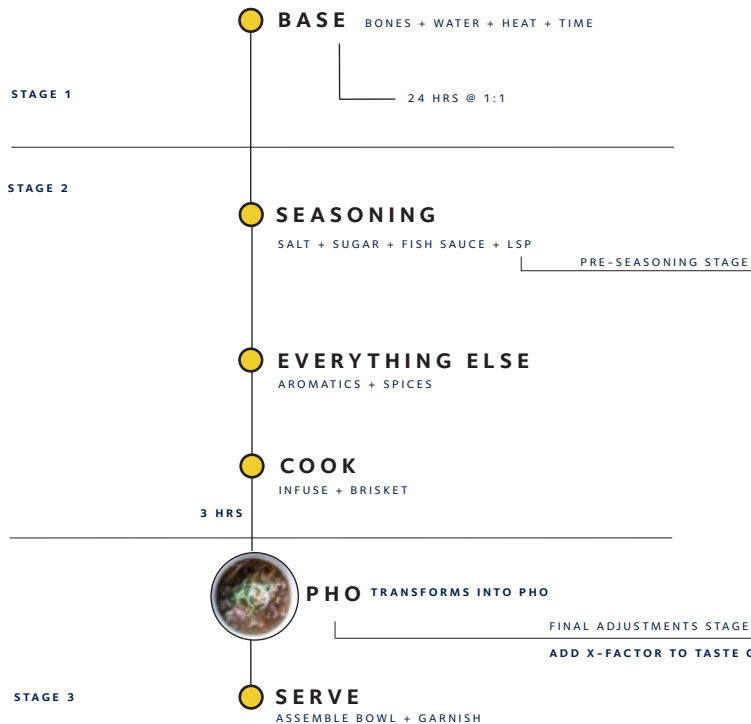 BASE BONES + WATER + HEAT + TIME
STAGE 1
24 HRS @ 1:1
STAGE 2
SEASONING
SALT + SUGAR + FISH SAUCE + LSP
PRE-SEASONING STAGE
EVERYTHING ELSE
AROMATICS + SPICES
COOK
INFUSE + BRISKET
3 HRS
PHO TRANSFORMS INTO PHO
FINAL ADJUSTMENTS STAGE
ADD X-FACTOR TO TASTE
STAGE 3
SERVE
ASSEMBLE BOWL + GARNISH